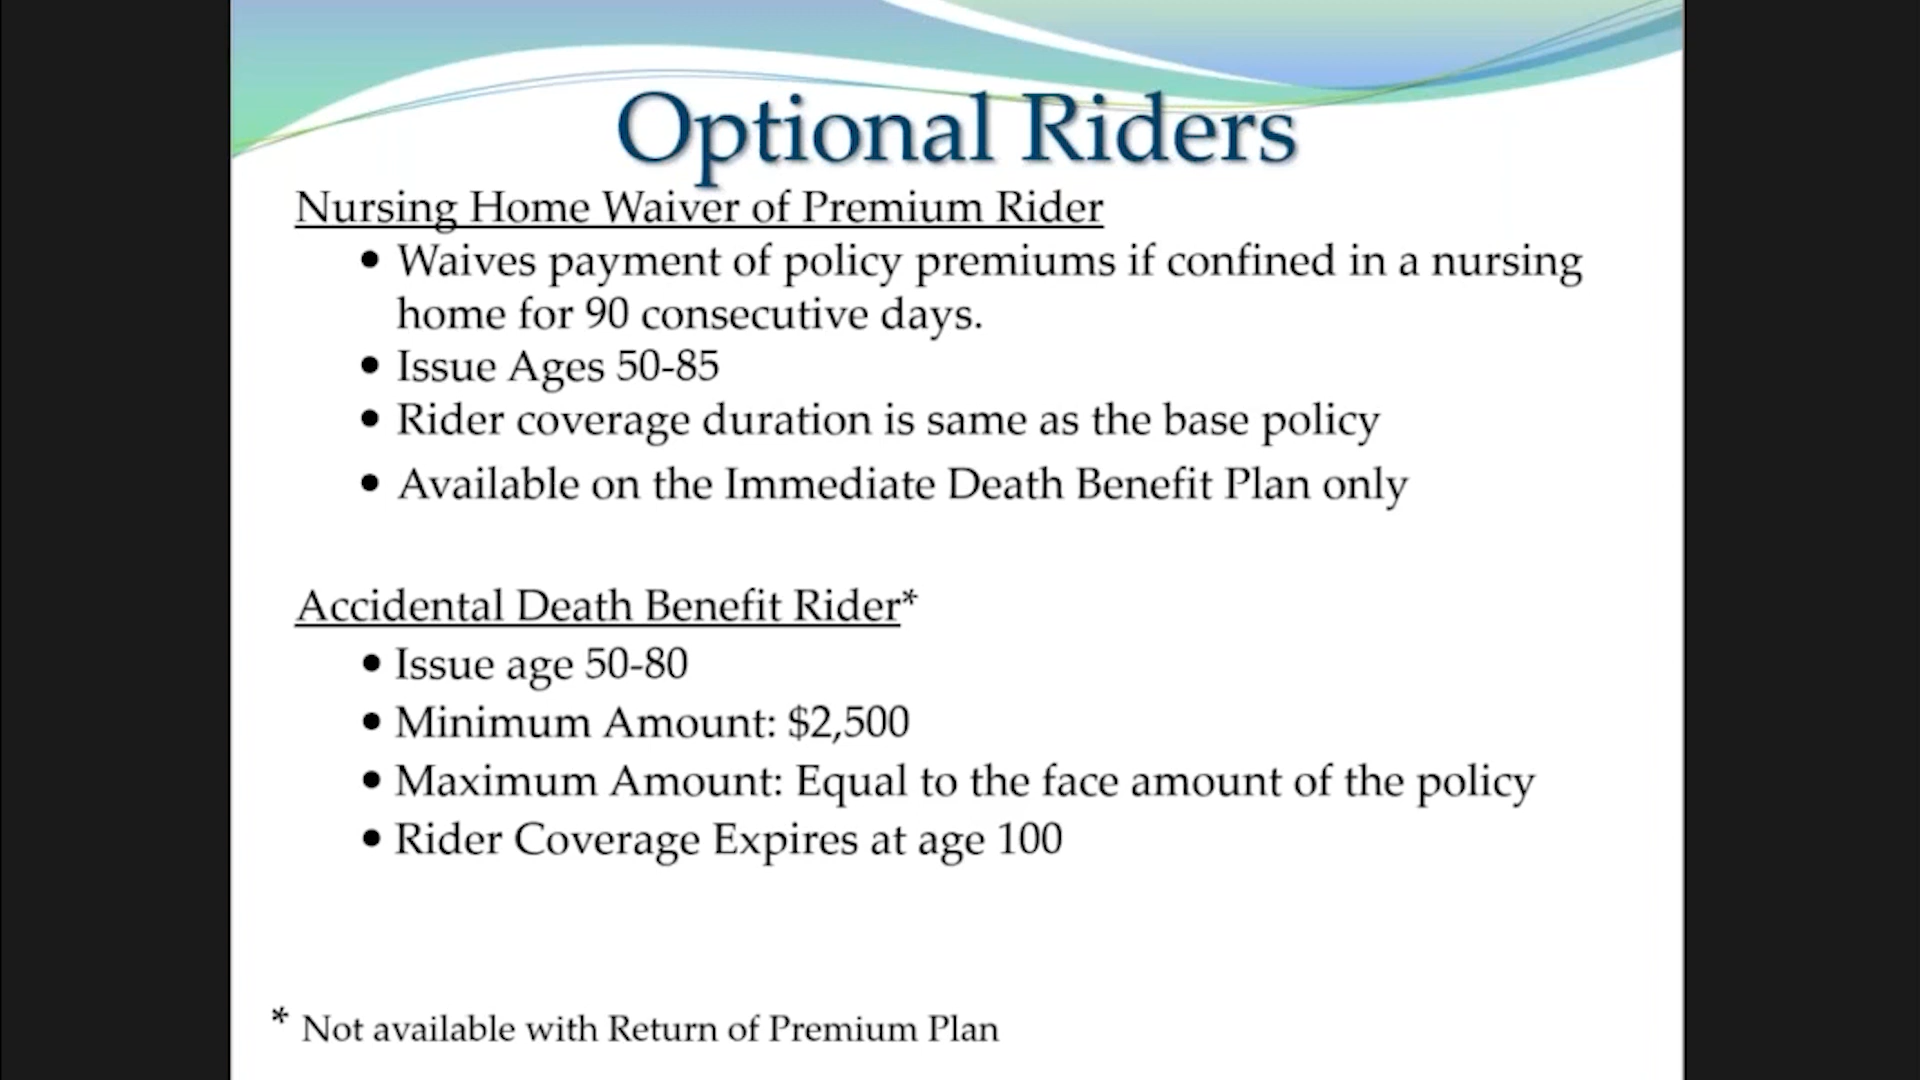 Optional Riders
Nursing Home Waiver of Premium Rider
• Waives payment of policy premiums if confined in a nursing
home for 90 consecutive days.
• Issue Ages 50-85
• Rider coverage duration is same as the base policy
• Available on the Immediate Death Benefit Plan only
Accidental Death Benefit Rider*
• Issue age 50-80
• Minimum Amount: $2,500
• Maximum Amount: Equal to the face amount of the policy
• Rider Coverage Expires at age 100
* Not available with Return of Premium Plan